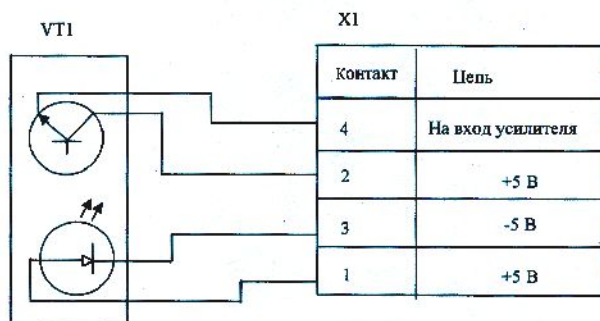 VT1
X1
Контакт Цепь
4 На вход усилителя
2 +5 В
3 -5 В
1 +5 В